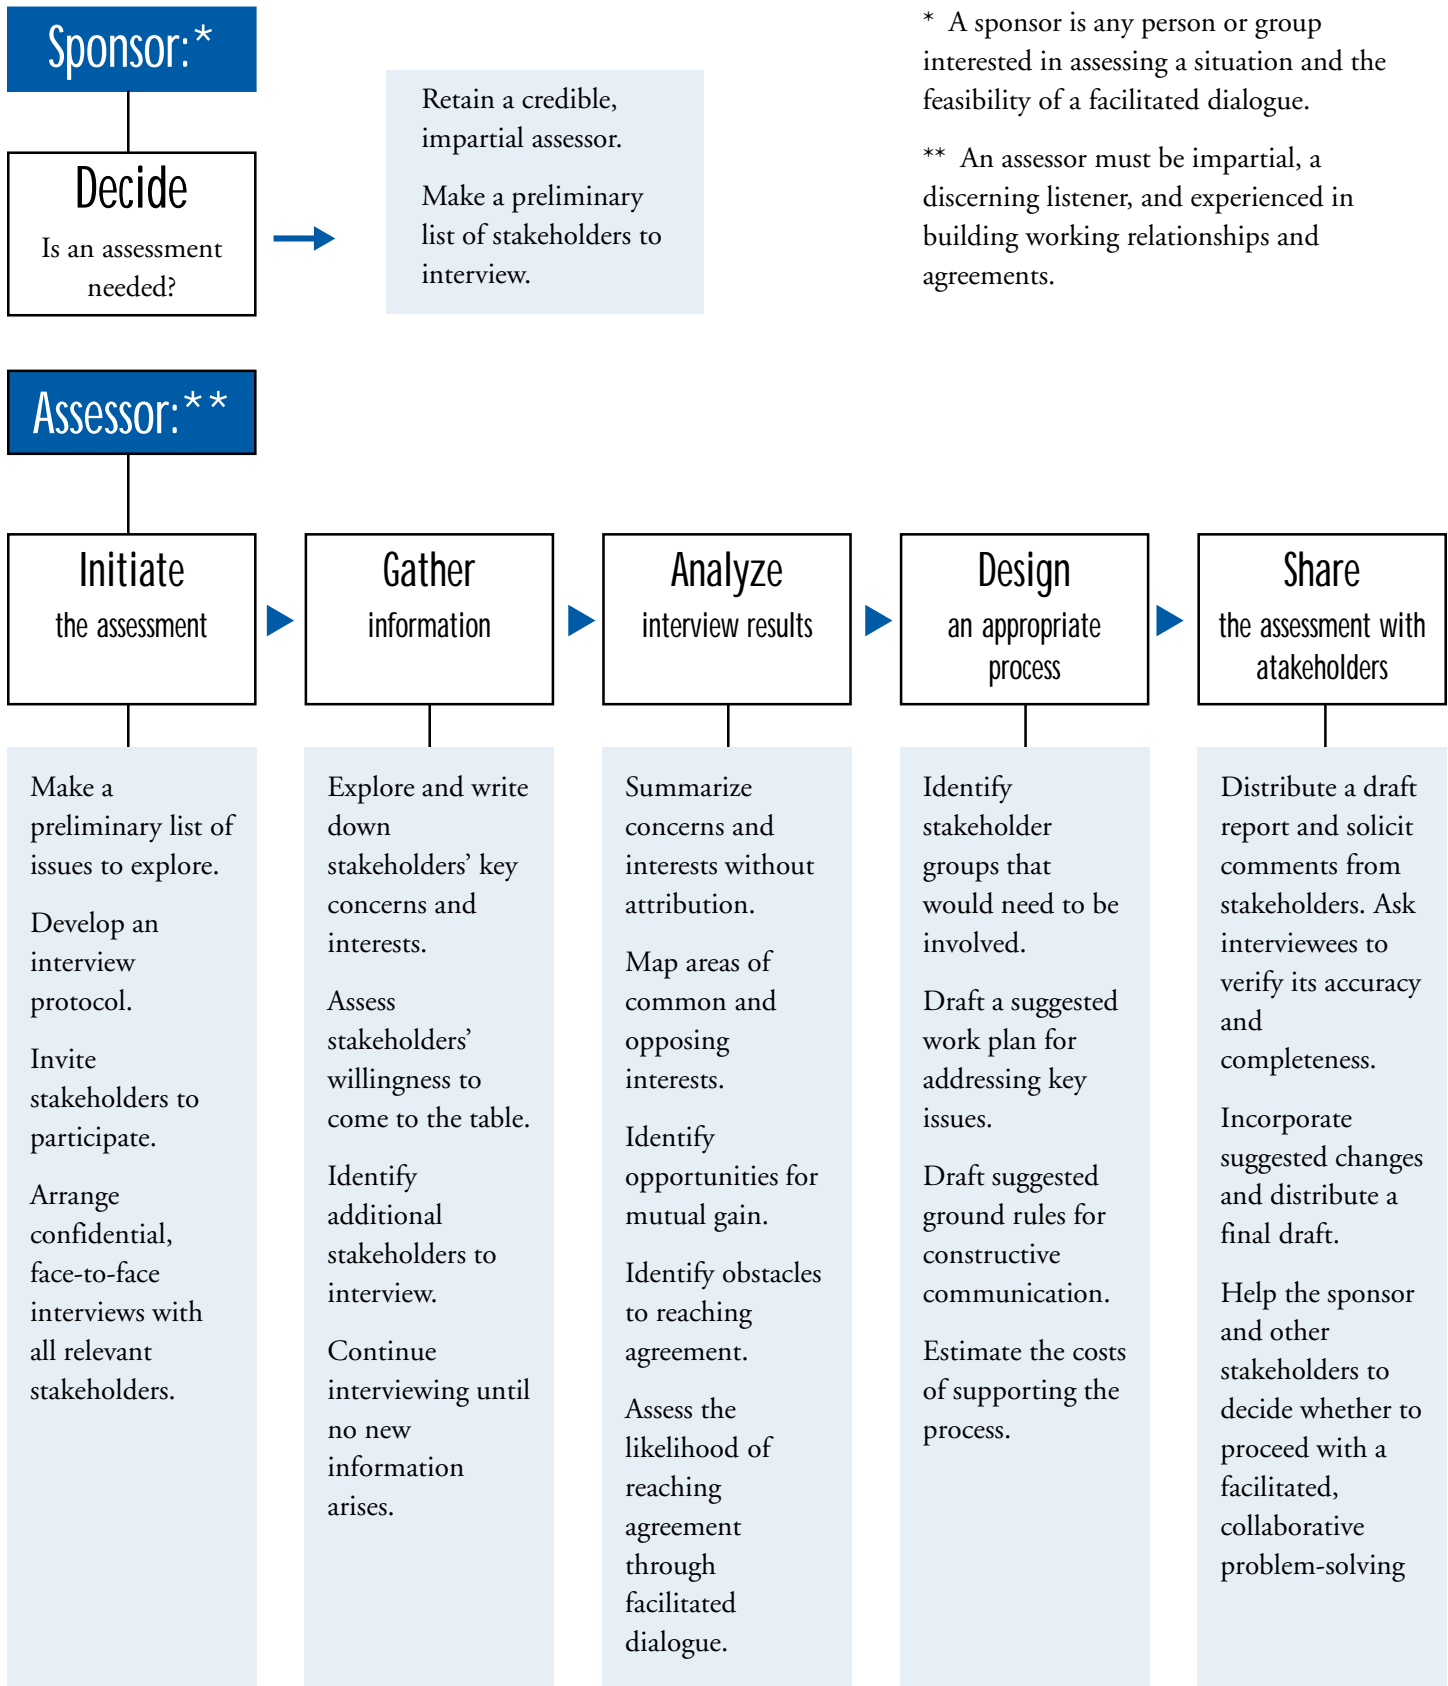 Sponsor:*
Decide
Is an assessment
needed?
Retain a credible,
impartial assessor.
Make a preliminary
list of stakeholders to
interview.
* A sponsor is any person or group
interested in assessing a situation and the
feasibility of a facilitated dialogue.
** An assessor must be impartial, a
discerning listener, and experienced in
building working relationships and
agreements.
Assessor:**
Initiate
the assessment
Gather
information
Analyze
interview results
Design
an appropriate
process
Share
the assessment with
atakeholders
Make a
preliminary list of
issues to explore.
Develop an
interview
protocol.
Invite
stakeholders to
participate.
Arrange
confidential,
face-to-face
interviews with
all relevant
stakeholders.
Explore and write
down
stakeholders’ key
concerns and
interests.
Assess
stakeholders’
willingness to
come to the table.
Identify
additional
stakeholders to
interview.
Continue
interviewing until
no new
information
arises.
Summarize
concerns and
interests without
attribution.
Map areas of
common and
opposing
interests.
Identify
opportunities for
mutual gain.
Identify obstacles
to reaching
agreement.
Assess the
likelihood of
reaching
agreement
through
facilitated
dialogue.
Identify
stakeholder
groups that
would need to be
involved.
Draft a suggested
work plan for
addressing key
issues.
Draft suggested
ground rules for
constructive
communication.
Estimate the costs
of supporting the
process.
Distribute a draft
report and solicit
comments from
stakeholders. Ask
interviewees to
verify its accuracy
and
completeness.
Incorporate
suggested changes
and distribute a
final draft.
Help the sponsor
and other
stakeholders to
decide whether to
proceed with a
facilitated,
collaborative
problem-solving